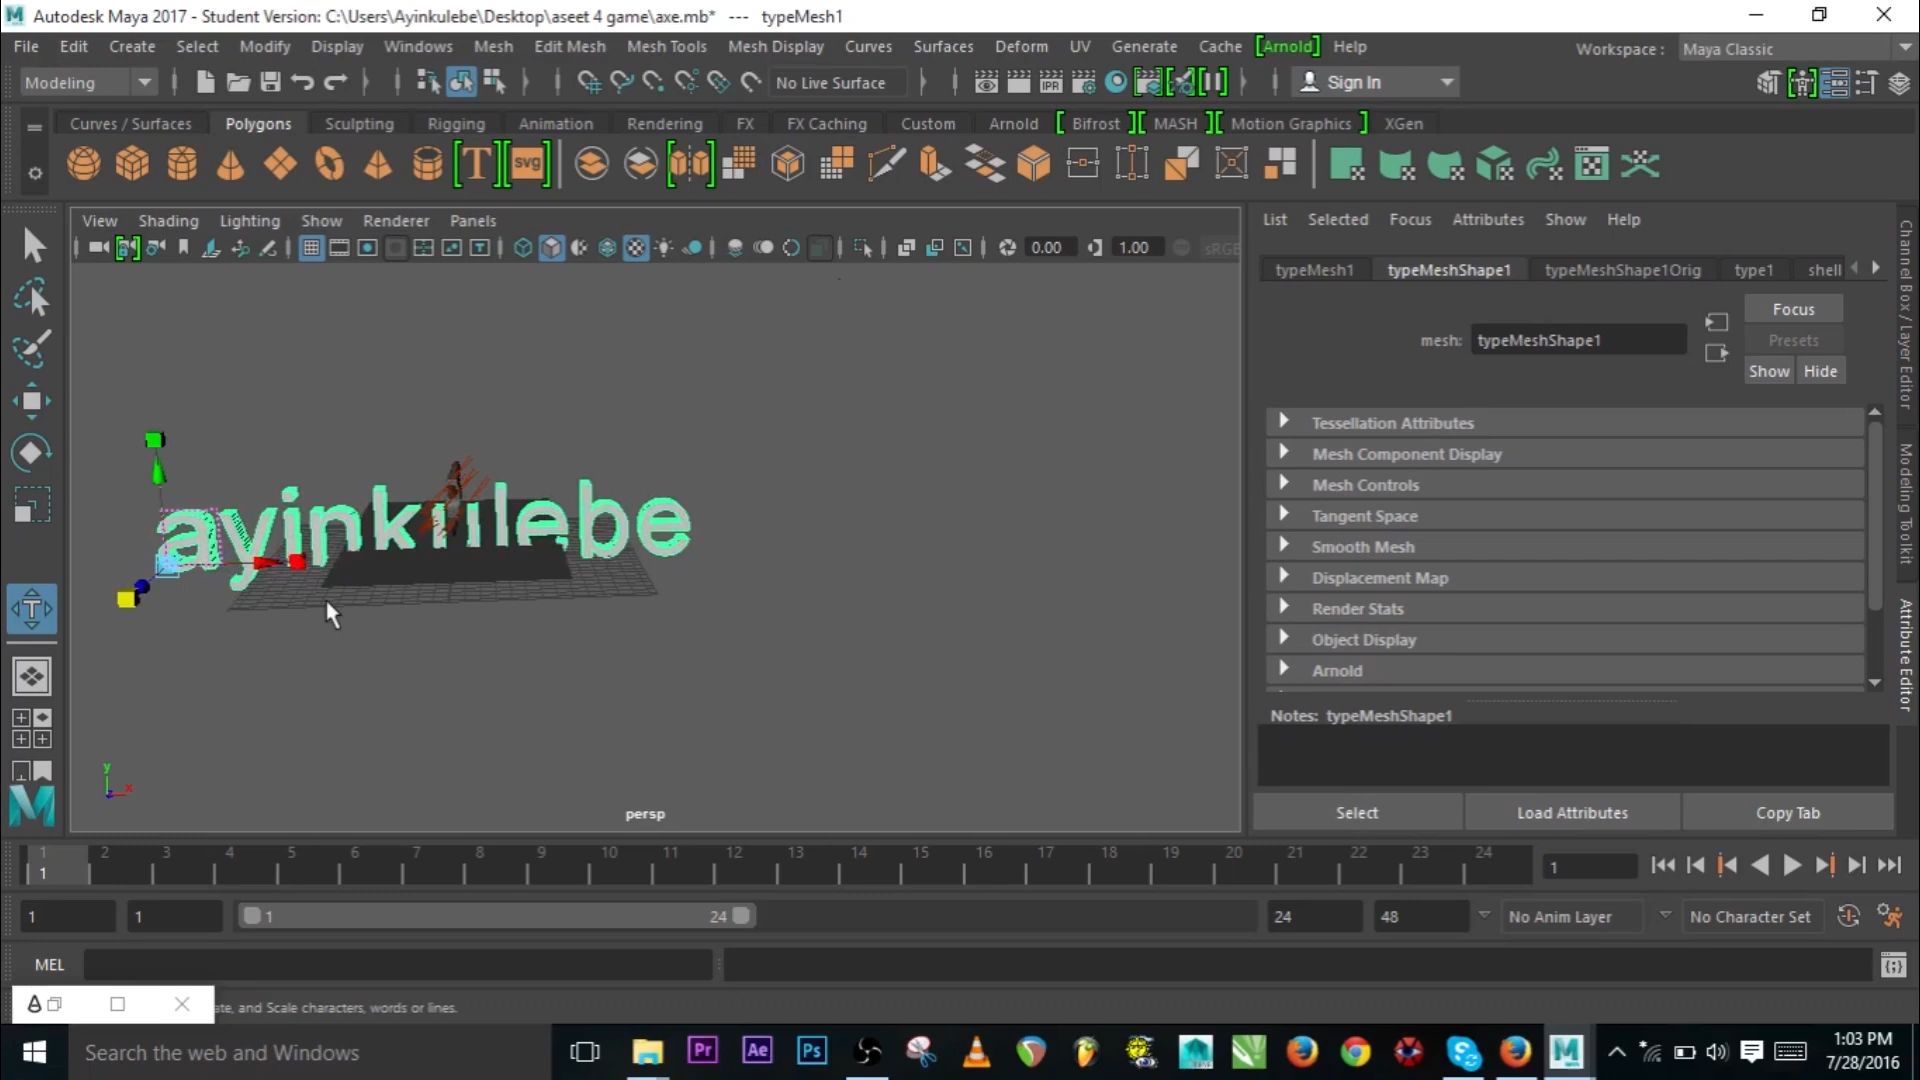 Autodesk Maya 2017 - Student Version: C:\Users\Ayinkulebe\Desktop\aseet 4 game\axe.mb* --- typeMesh1
File Edit Create Select Modify Display Windows Mesh Edit Mesh Mesh Tools Mesh Display Curves Surfaces Deform UV Generate Cache [Arnold] Help Workspace : Maya Classic
Modeling No Live Surface IPR Sign In
Curves / Surfaces Polygons Sculpting Rigging Animation Rendering FX FX Caching Custom Arnold [ Bifrost ][ MASH ][ Motion Graphics ] XGen
T svg
View Shading Lighting Show Renderer Panels
0.00 1.00 sRGB
List Selected Focus Attributes Show Help
typeMesh1 typeMeshShape1 typeMeshShape1Orig type1 shell
Focus
mesh: typeMeshShape1
Presets
Show Hide
Tessellation Attributes
Mesh Component Display
Mesh Controls
Tangent Space
Smooth Mesh
Displacement Map
Render Stats
Object Display
Arnold
Notes: typeMeshShape1
Select Load Attributes Copy Tab
Channel Box / Layer Editor
Modeling Toolkit
Attribute Editor
ayinkulebe
y
x
persp
1 2 3 4 5 6 7 8 9 10 11 12 13 14 15 16 17 18 19 20 21 22 23 24
1 1
1 1 1 24 24 48 No Anim Layer No Character Set
MEL
ate, and Scale characters, words or lines.
Search the web and Windows
Pr Ae Ps
1:03 PM
7/28/2016